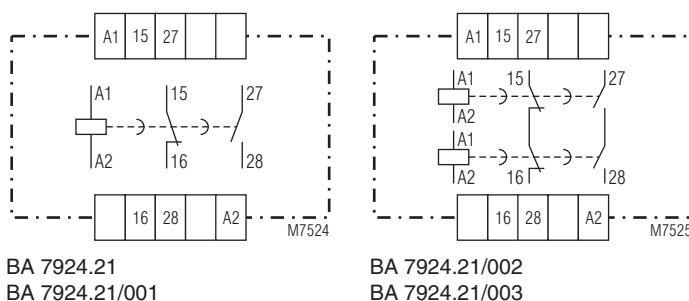 A1 15 27
A1 15 27
A2 16 28
16 28 A2
M7524
BA 7924.21
BA 7924.21/001
A1 15 27
A1 15 27
A2
A1
A2 16 28
16 28 A2
M7525
BA 7924.21/002
BA 7924.21/003